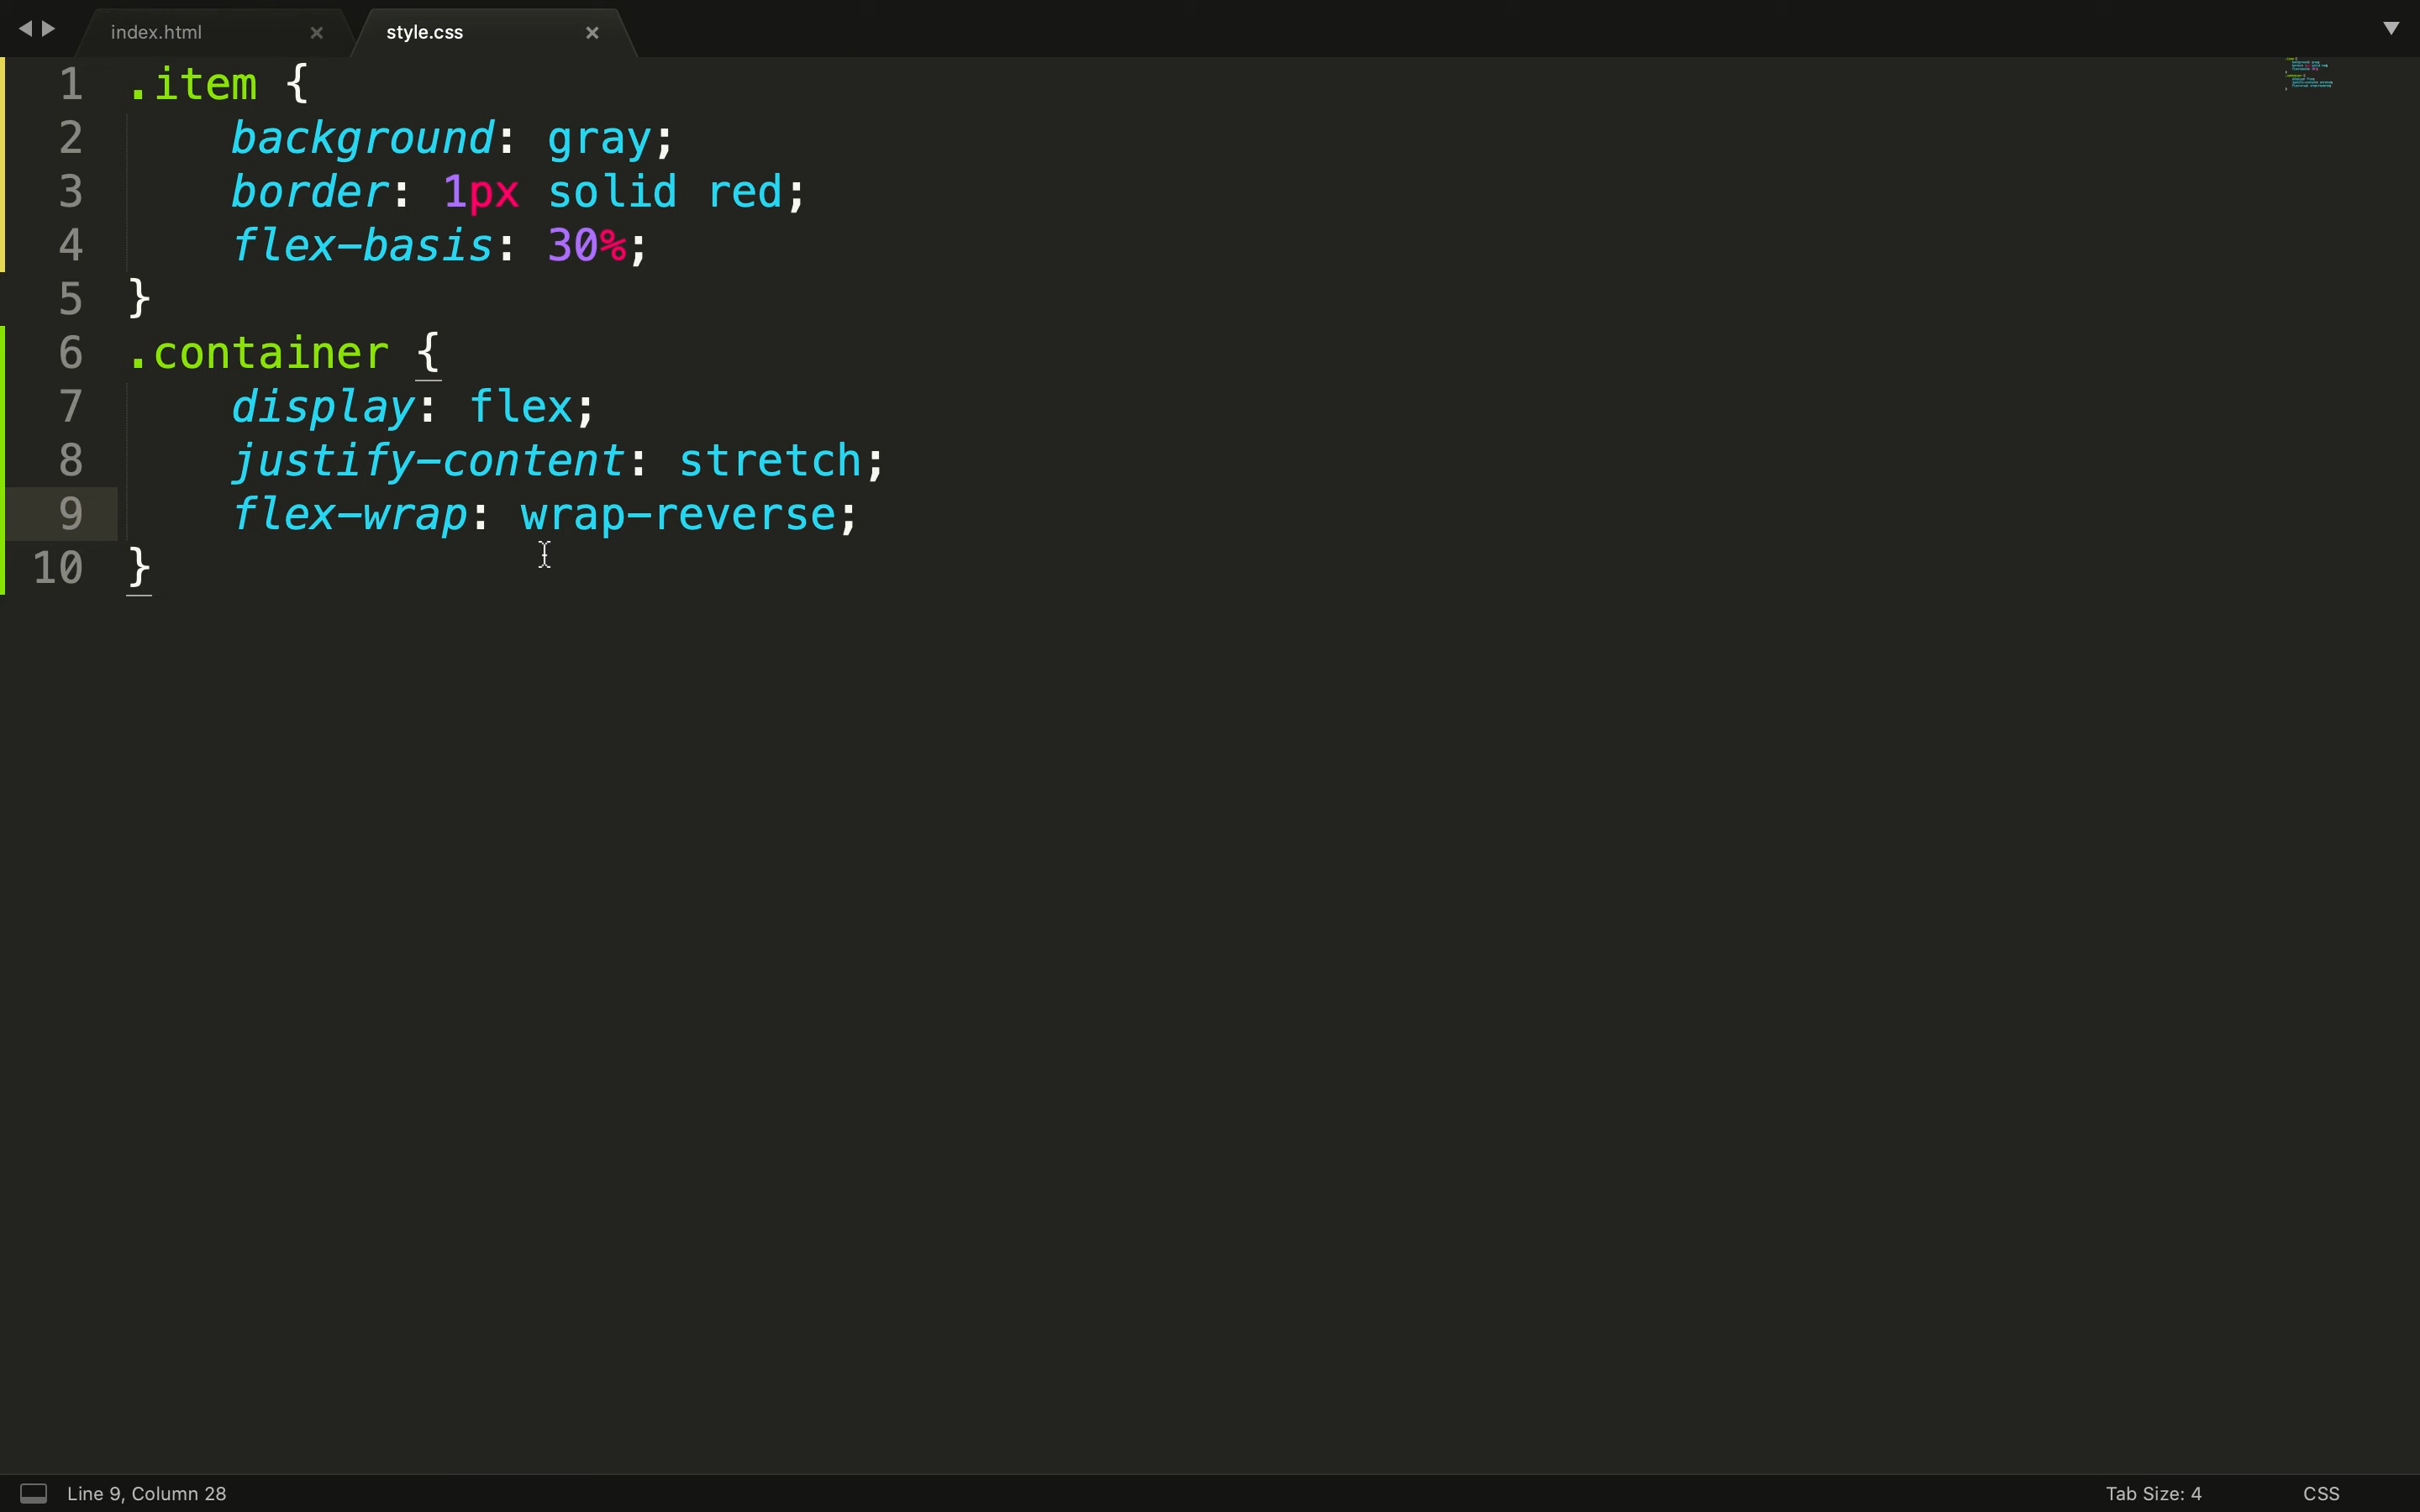 index.html × style.css ×
1 .item {
2 background: gray;
3 border: 1px solid red;
4 flex-basis: 30%;
5 }
6 .container {
7 display: flex;
8 justify-content: stretch;
9 flex-wrap: wrap-reverse;
10 }
Line 9, Column 28 Tab Size: 4 CSS